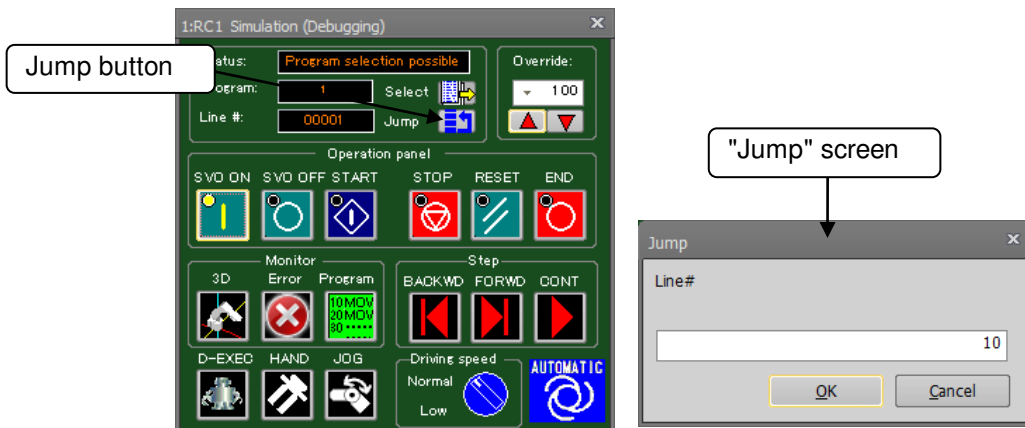 1:RC1 Simulation (Debugging)
Jump button
atus:
Program selection possible
Override:
ogram:
1
Select
100
Line #:
00001
Jump
Operation panel
SVO ON SVO OFF START STOP RESET END
Monitor
Step
3D Error Program
BACKWD FORWD CONT
10MOV
20MOV
30 -----
D-EXEC HAND JOG
Driving speed
Normal
Low
AUTOMATIC
"Jump" screen
Jump
Line#
10
OK Cancel